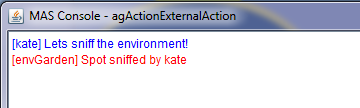 MAS Console - agActionExternalAction
[kate] Lets sniff the environment!
[envGarden] Spot sniffed by kate